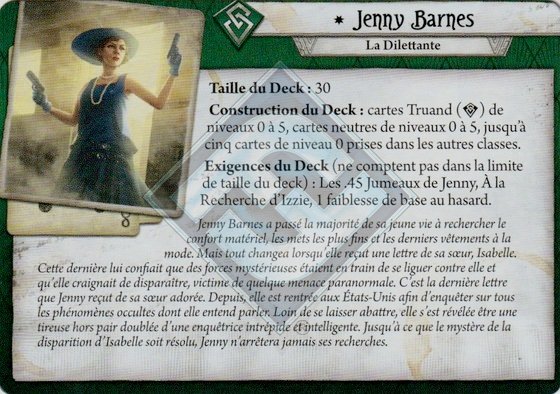 Jenny Barnes
La Dilettante
Taille du Deck : 30
Construction du Deck : cartes Truand () de
niveaux 0 à 5, cartes neutres de niveau 0 à 5, jusqu'à
cinq cartes de niveau 0 prises dans les autres classes.
Exigences du Deck (ne comptent pas dans la limite
de taille du deck) : Les .45 Jumeaux de Jenny, À la
Recherche d'Izzie, 1 faiblesse de base au hasard.
Jenny Barnes a passé la majorité de sa jeune vie à rechercher le
confort matériel, les mets les plus fins et les derniers vêtements à la
mode. Mais tout changea lorsqu'elle reçut une lettre de sa sœur, Isabelle.
Cette dernière lui confiait que des forces mystérieuses étaient en train de se liguer contre elle et
qu'elle craignait de disparaître, victime de quelque menace paranormale. C'est la dernière lettre
que Jenny reçut de sa sœur adorée. Depuis, elle est rentrée aux États-Unis afin d'enquêter sur tous
les phénomènes occultes dont elle entend parler. Loin de se laisser abattre, elle s'est révélée être une
tireuse hors pair doublée d'une enquêtrice intrépide et intelligente. Jusqu'à ce que le mystère de la
disparition d'Isabelle soit résolu, Jenny n'arrêtera jamais ses recherches.